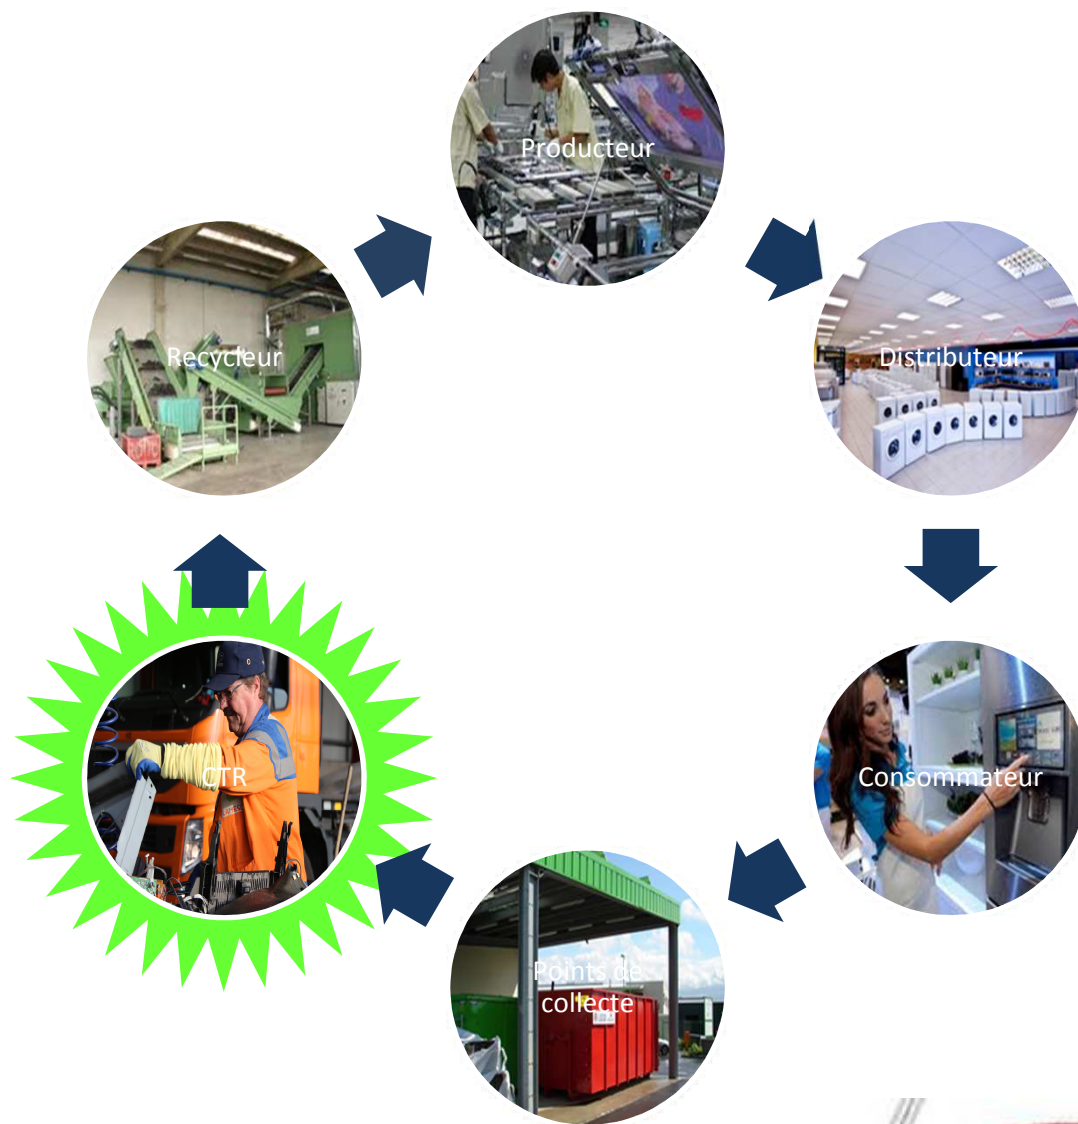 Producteur
Distributeur
Consommateur
Points de
collecte
CTR
Recycleur